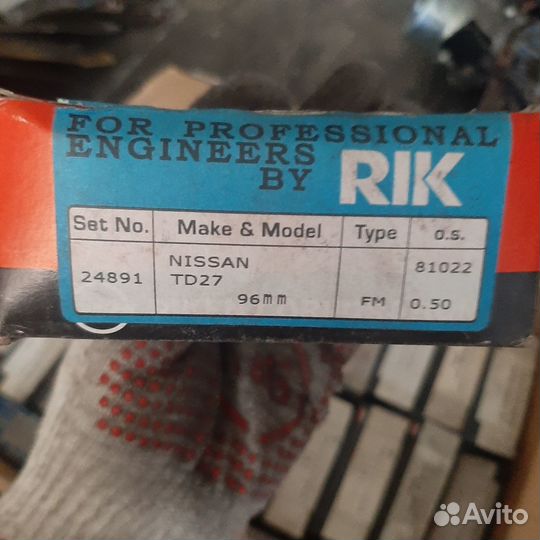 FOR PROFESSIONAL
ENGINEERS
BY RIK
Set No. Make & Model Type o.s.
24891 NISSAN TD27 96mm FM 81022 0.50
Avito